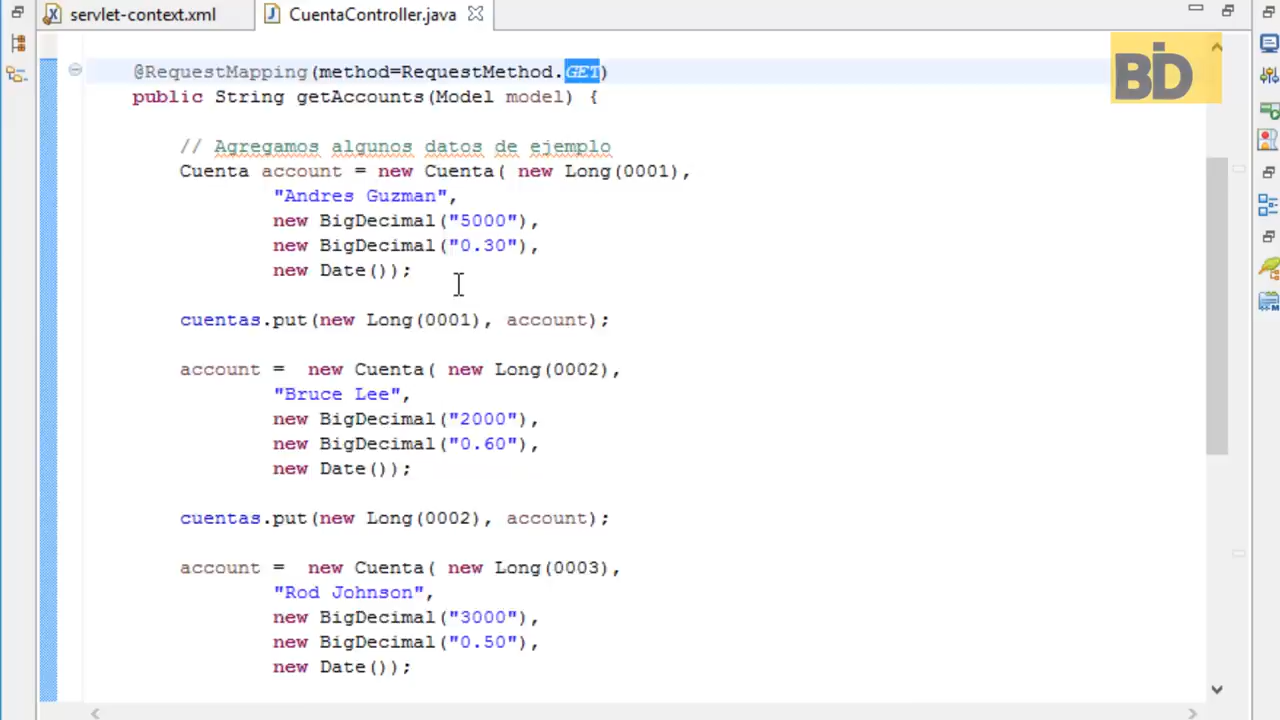 servlet-context.xml
CuentaController.java
@RequestMapping(method=RequestMethod.GET)
public String getAccounts(Model model) {
// Agregamos algunos datos de ejemplo
Cuenta account = new Cuenta( new Long(0001),
"Andres Guzman",
new BigDecimal("5000"),
new BigDecimal("0.30"),
new Date());
cuentas.put(new Long(0001), account);
account =  new Cuenta( new Long(0002),
"Bruce Lee",
new BigDecimal("2000"),
new BigDecimal("0.60"),
new Date());
cuentas.put(new Long(0002), account);
account =  new Cuenta( new Long(0003),
"Rod Johnson",
new BigDecimal("3000"),
new BigDecimal("0.50"),
new Date());
BiD